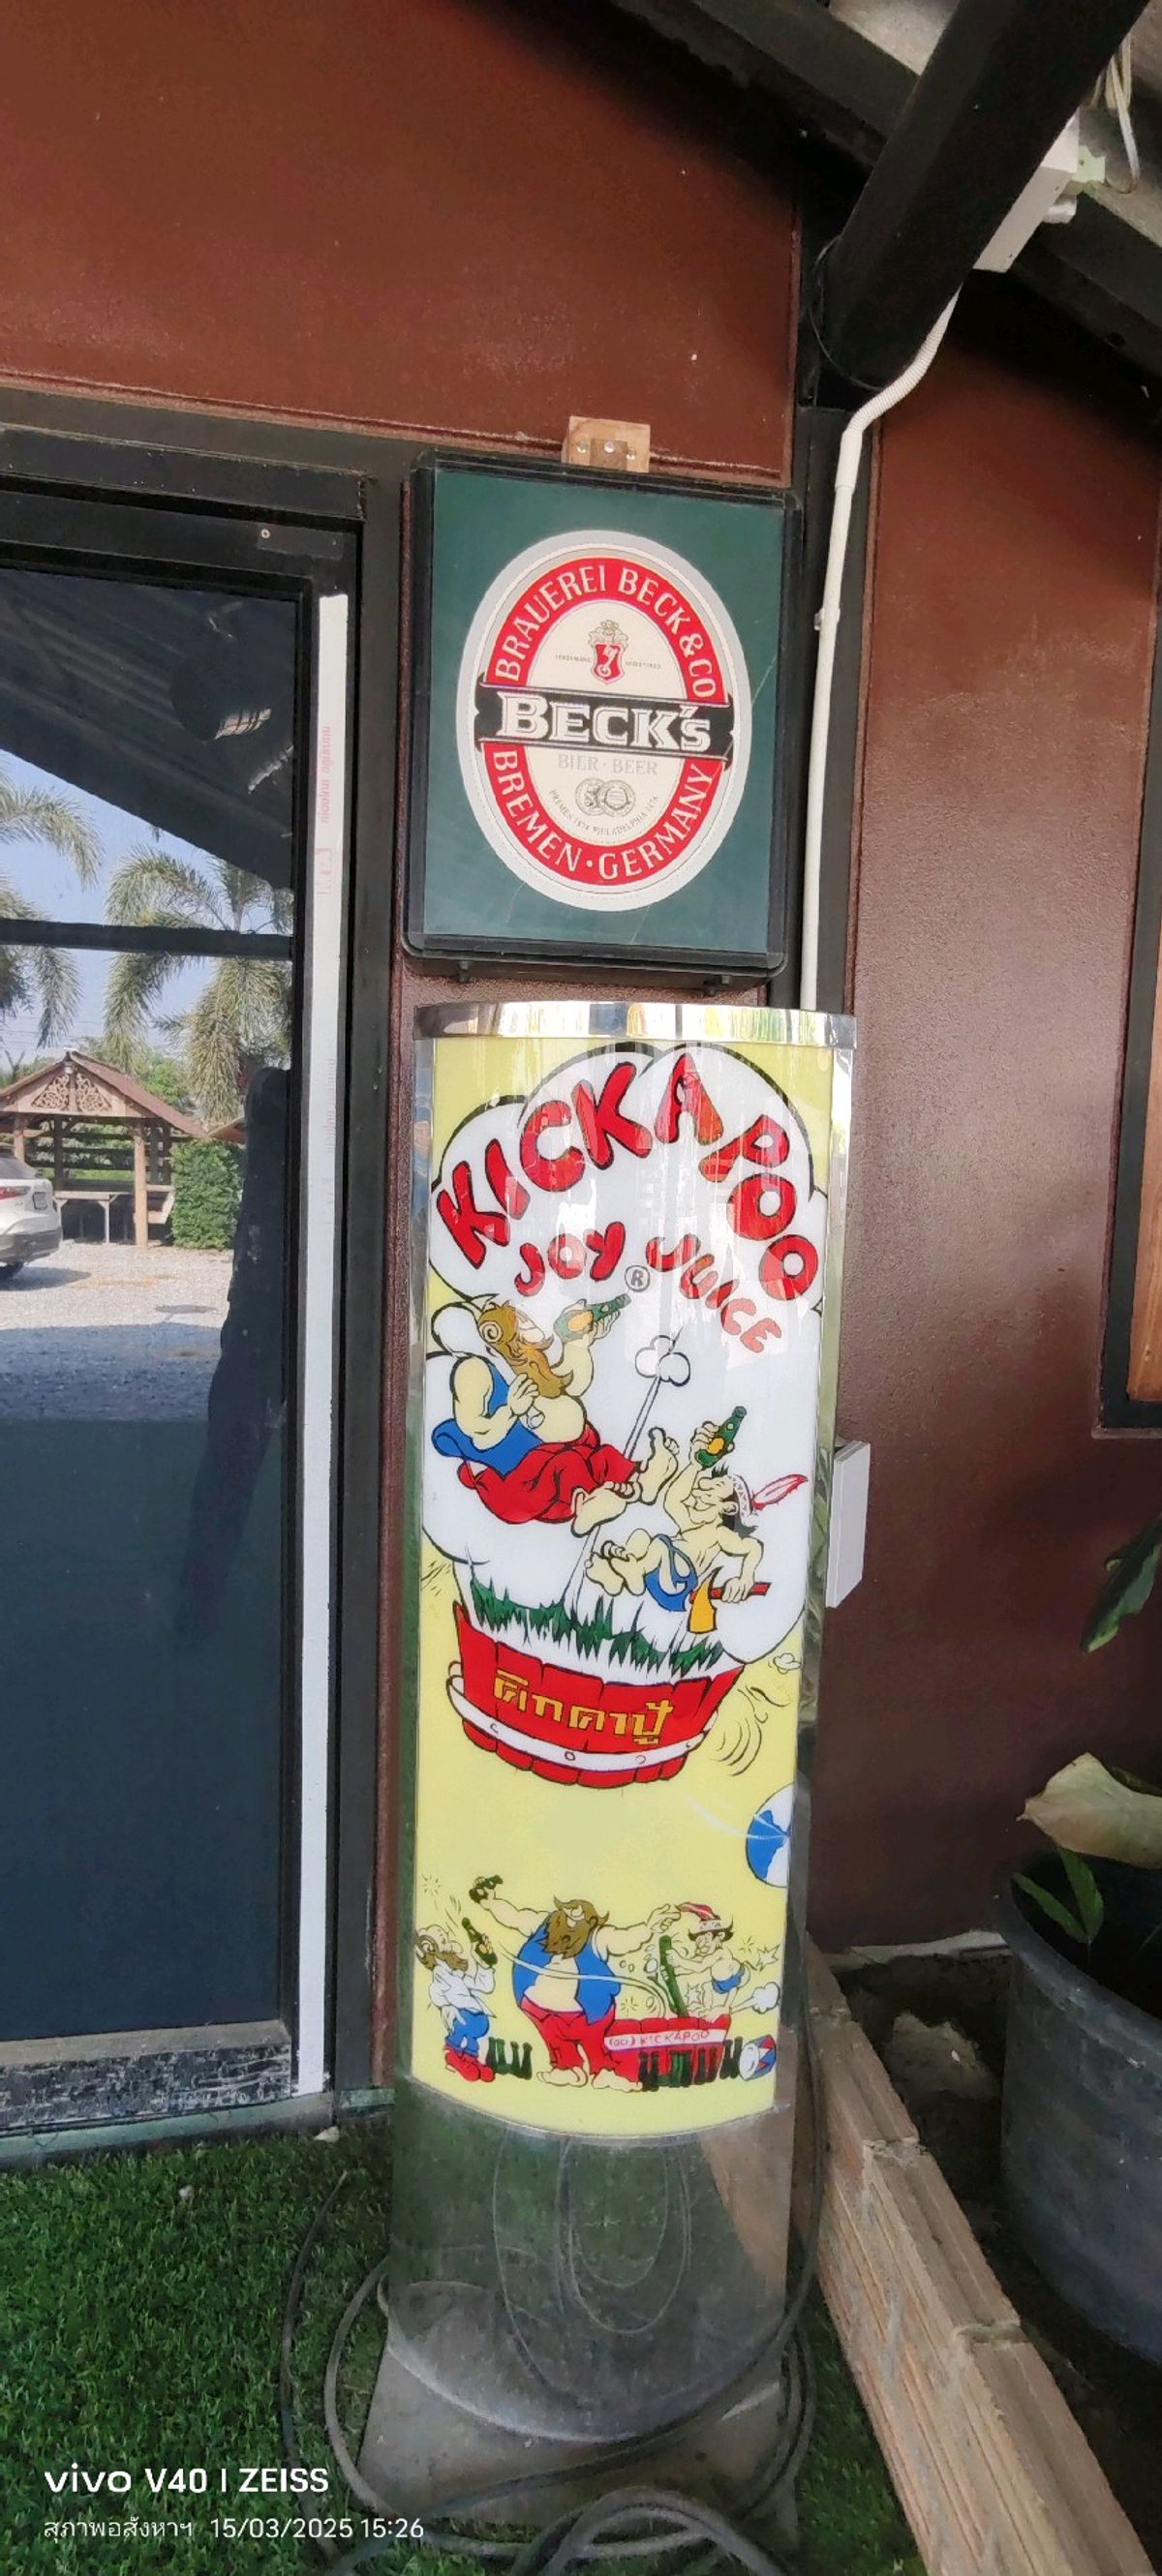 BRAUEREI BECK & CO
BECK's
BIER · BEER
BREMEN · GERMANY
KICKAPOO
JOY JUICE
®
คิกคาปู้
KICKAPOO
vivo V40 | ZEISS
สุภาพอสังหาฯ 15/03/2025 15:26